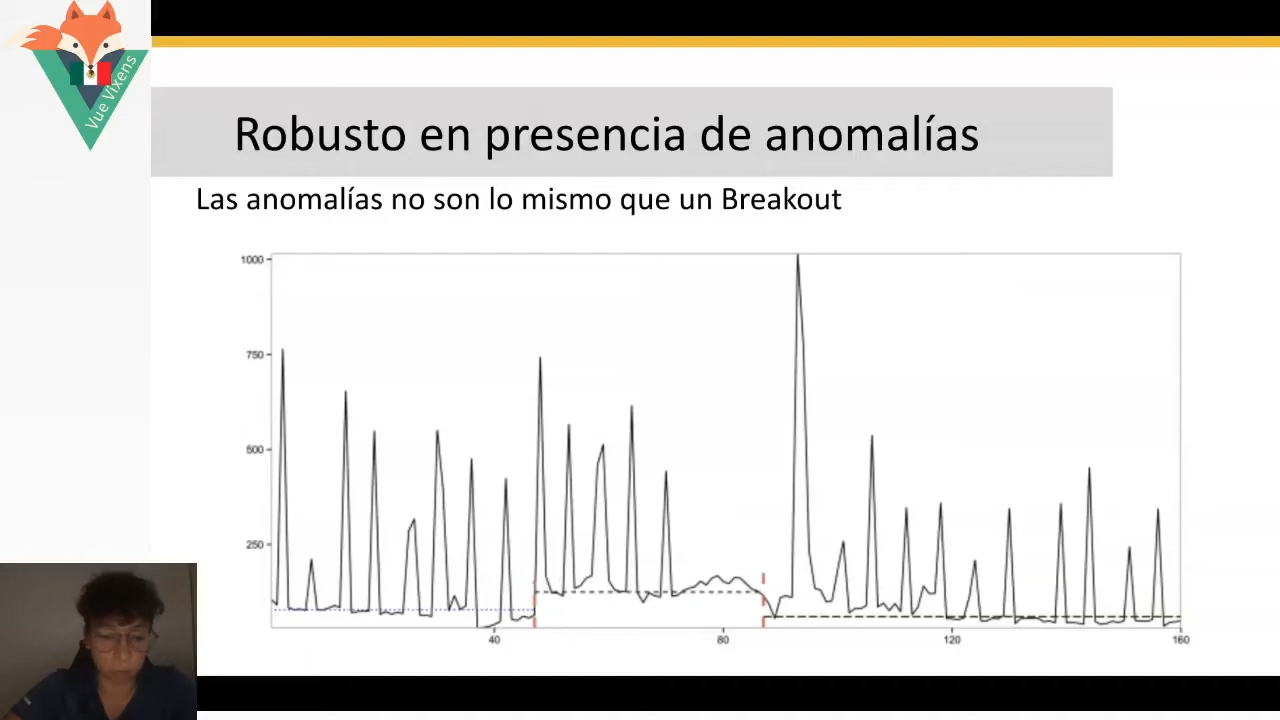 Vue Vixens
Robusto en presencia de anomalías
Las anomalías no son lo mismo que un Breakout
1000
750
500
250
40
80
120
160